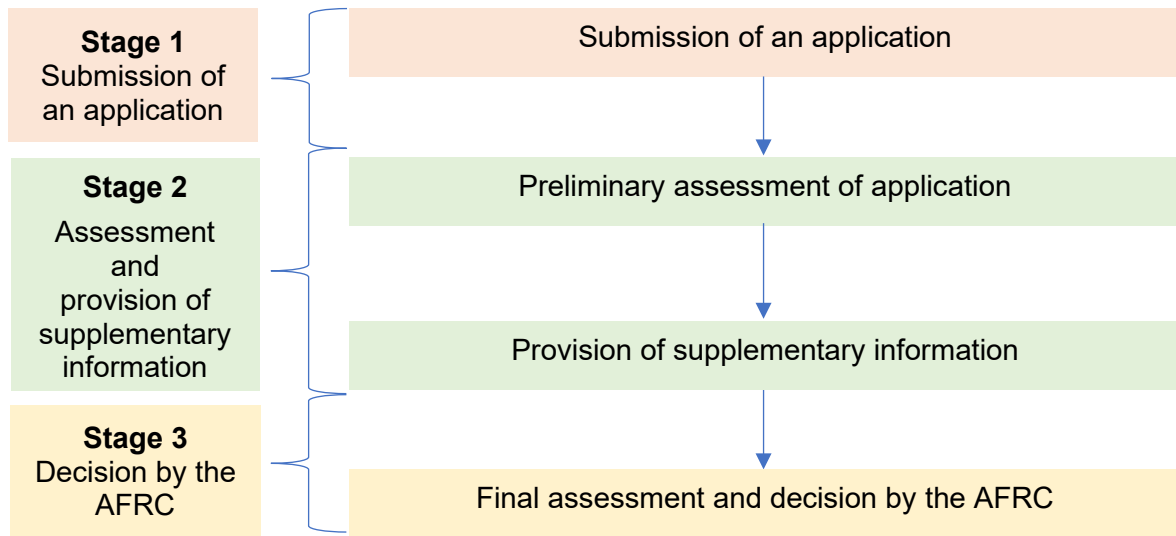 Stage 1
Submission of
an application
Submission of an application
Stage 2
Assessment
and
provision of
supplementary
information
Preliminary assessment of application
Provision of supplementary information
Stage 3
Decision by the
AFRC
Final assessment and decision by the AFRC